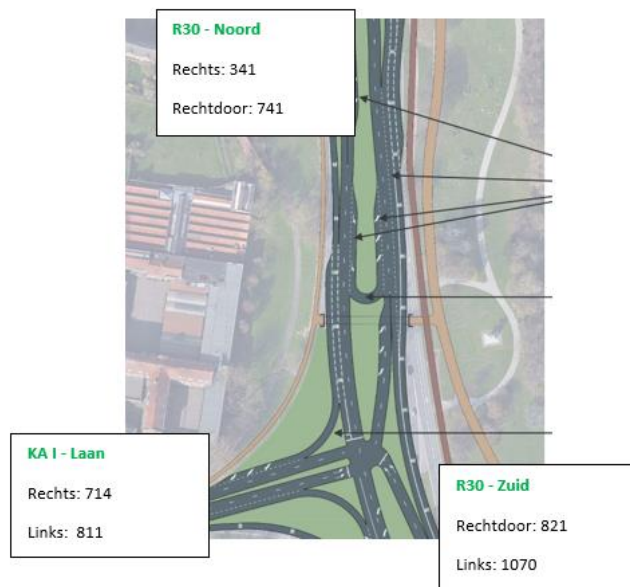 R30 - Noord
Rechts: 341
Rechtdoor: 741
KA I - Laan
Rechts: 714
Links: 811
R30 - Zuid
Rechtdoor: 821
Links: 1070